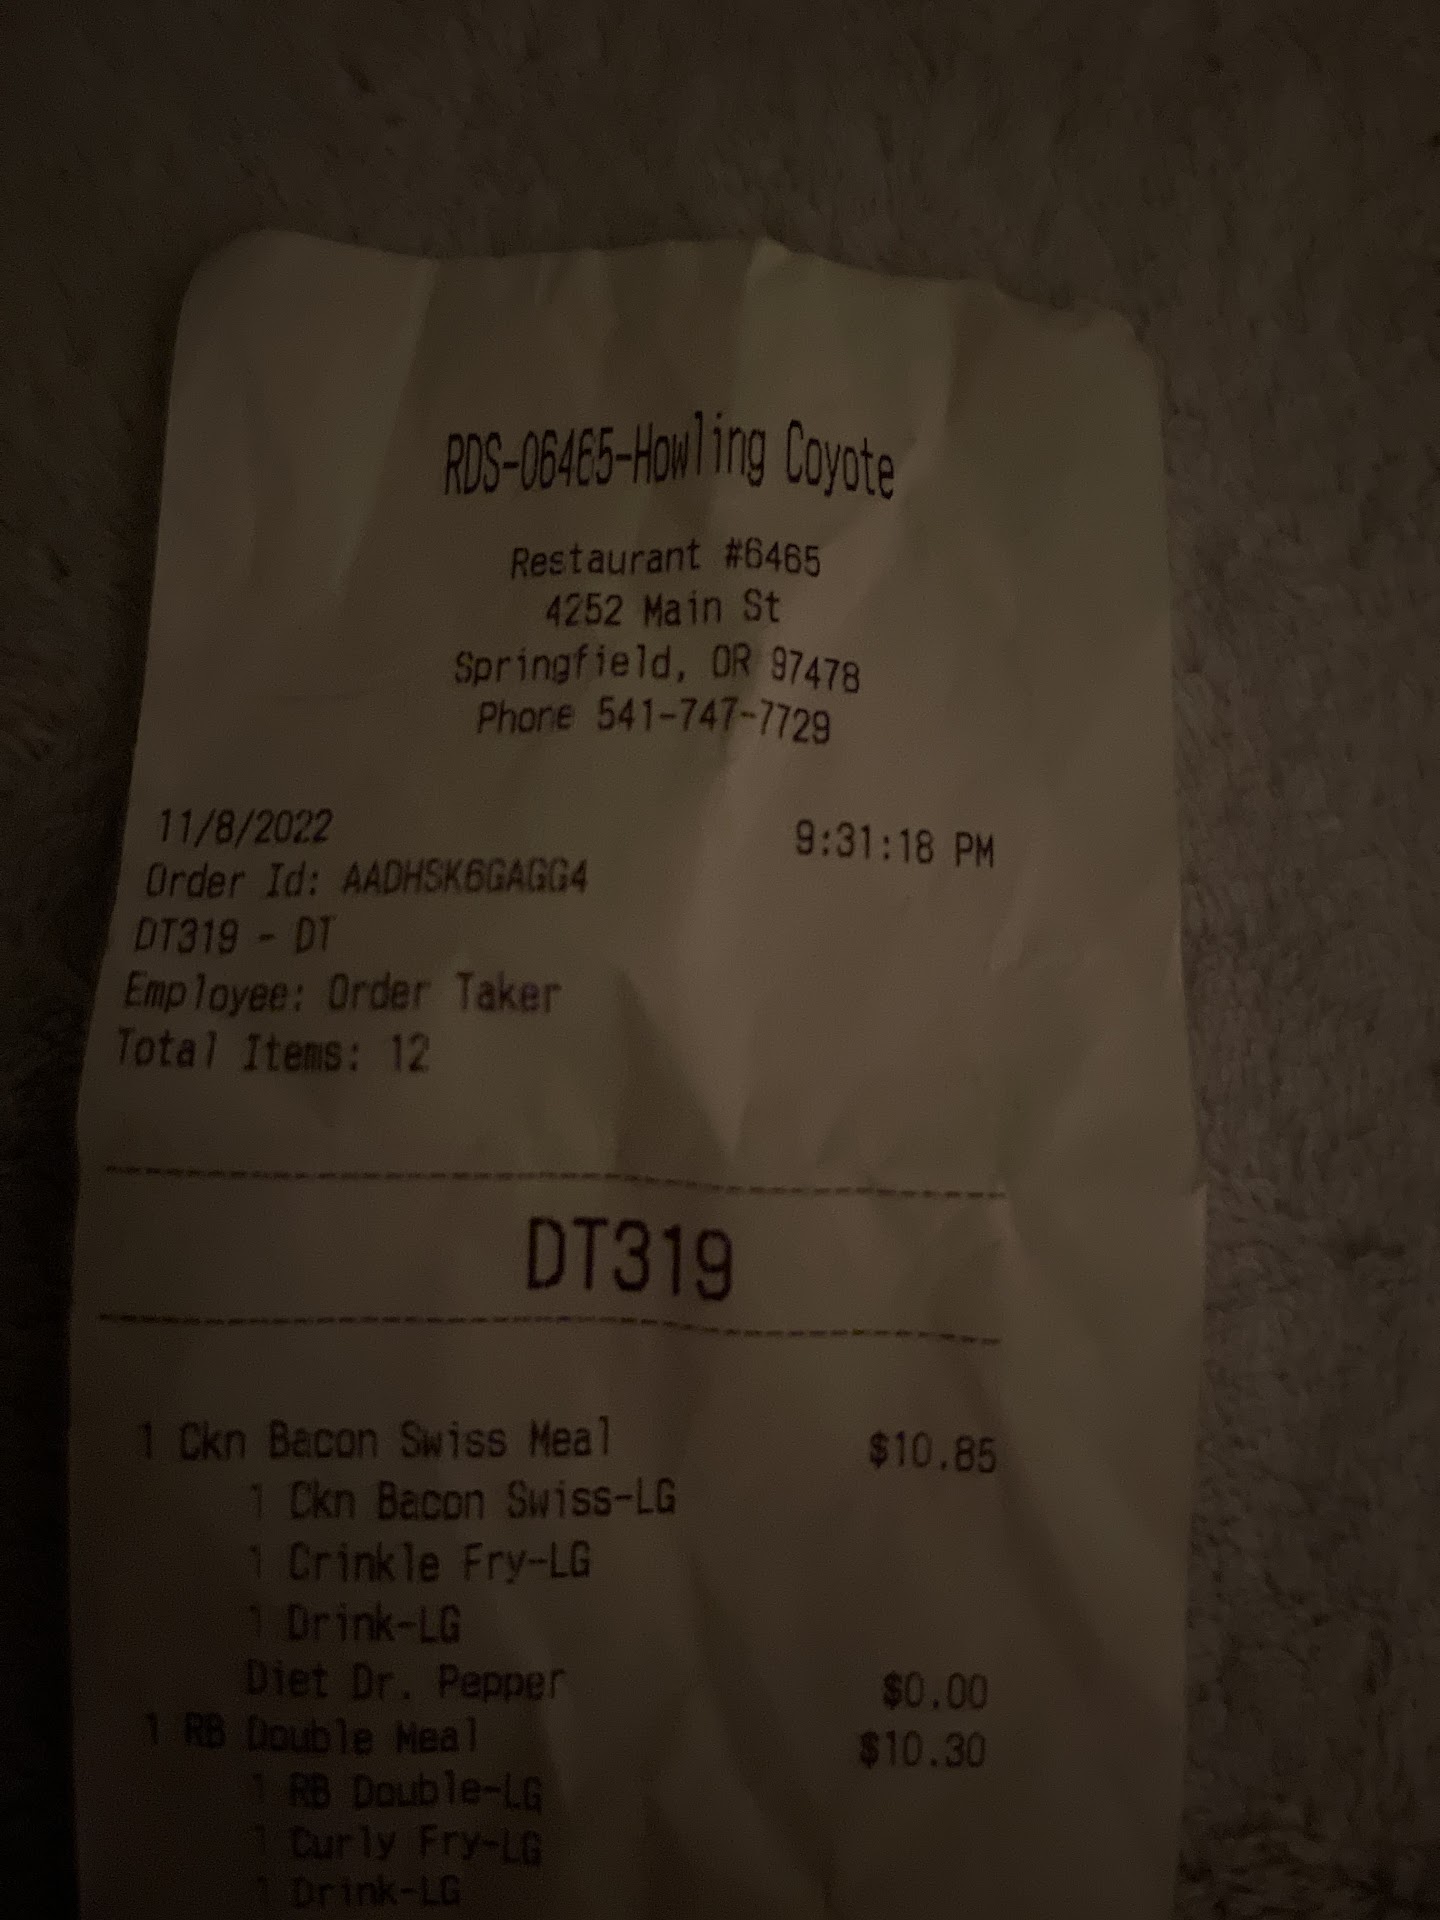 RDS-06465-Howling Coyote
Restaurant #6465
4252 Main St
Springfield, OR 97478
Phone 541-747-7729
11/8/2022 9:31:18 PM
Order Id: AADHSK6GAGG4
DT319 - DT
Employee: Order Taker
Total Items: 12
DT319
1 Ckn Bacon Swiss Meal $10.85
1 Ckn Bacon Swiss-LG
1 Crinkle Fry-LG
1 Drink-LG
Diet Dr. Pepper $0.00
1 RB Double Meal $10.30
1 RB Double-LG
1 Curly Fry-LG
1 Drink-LG